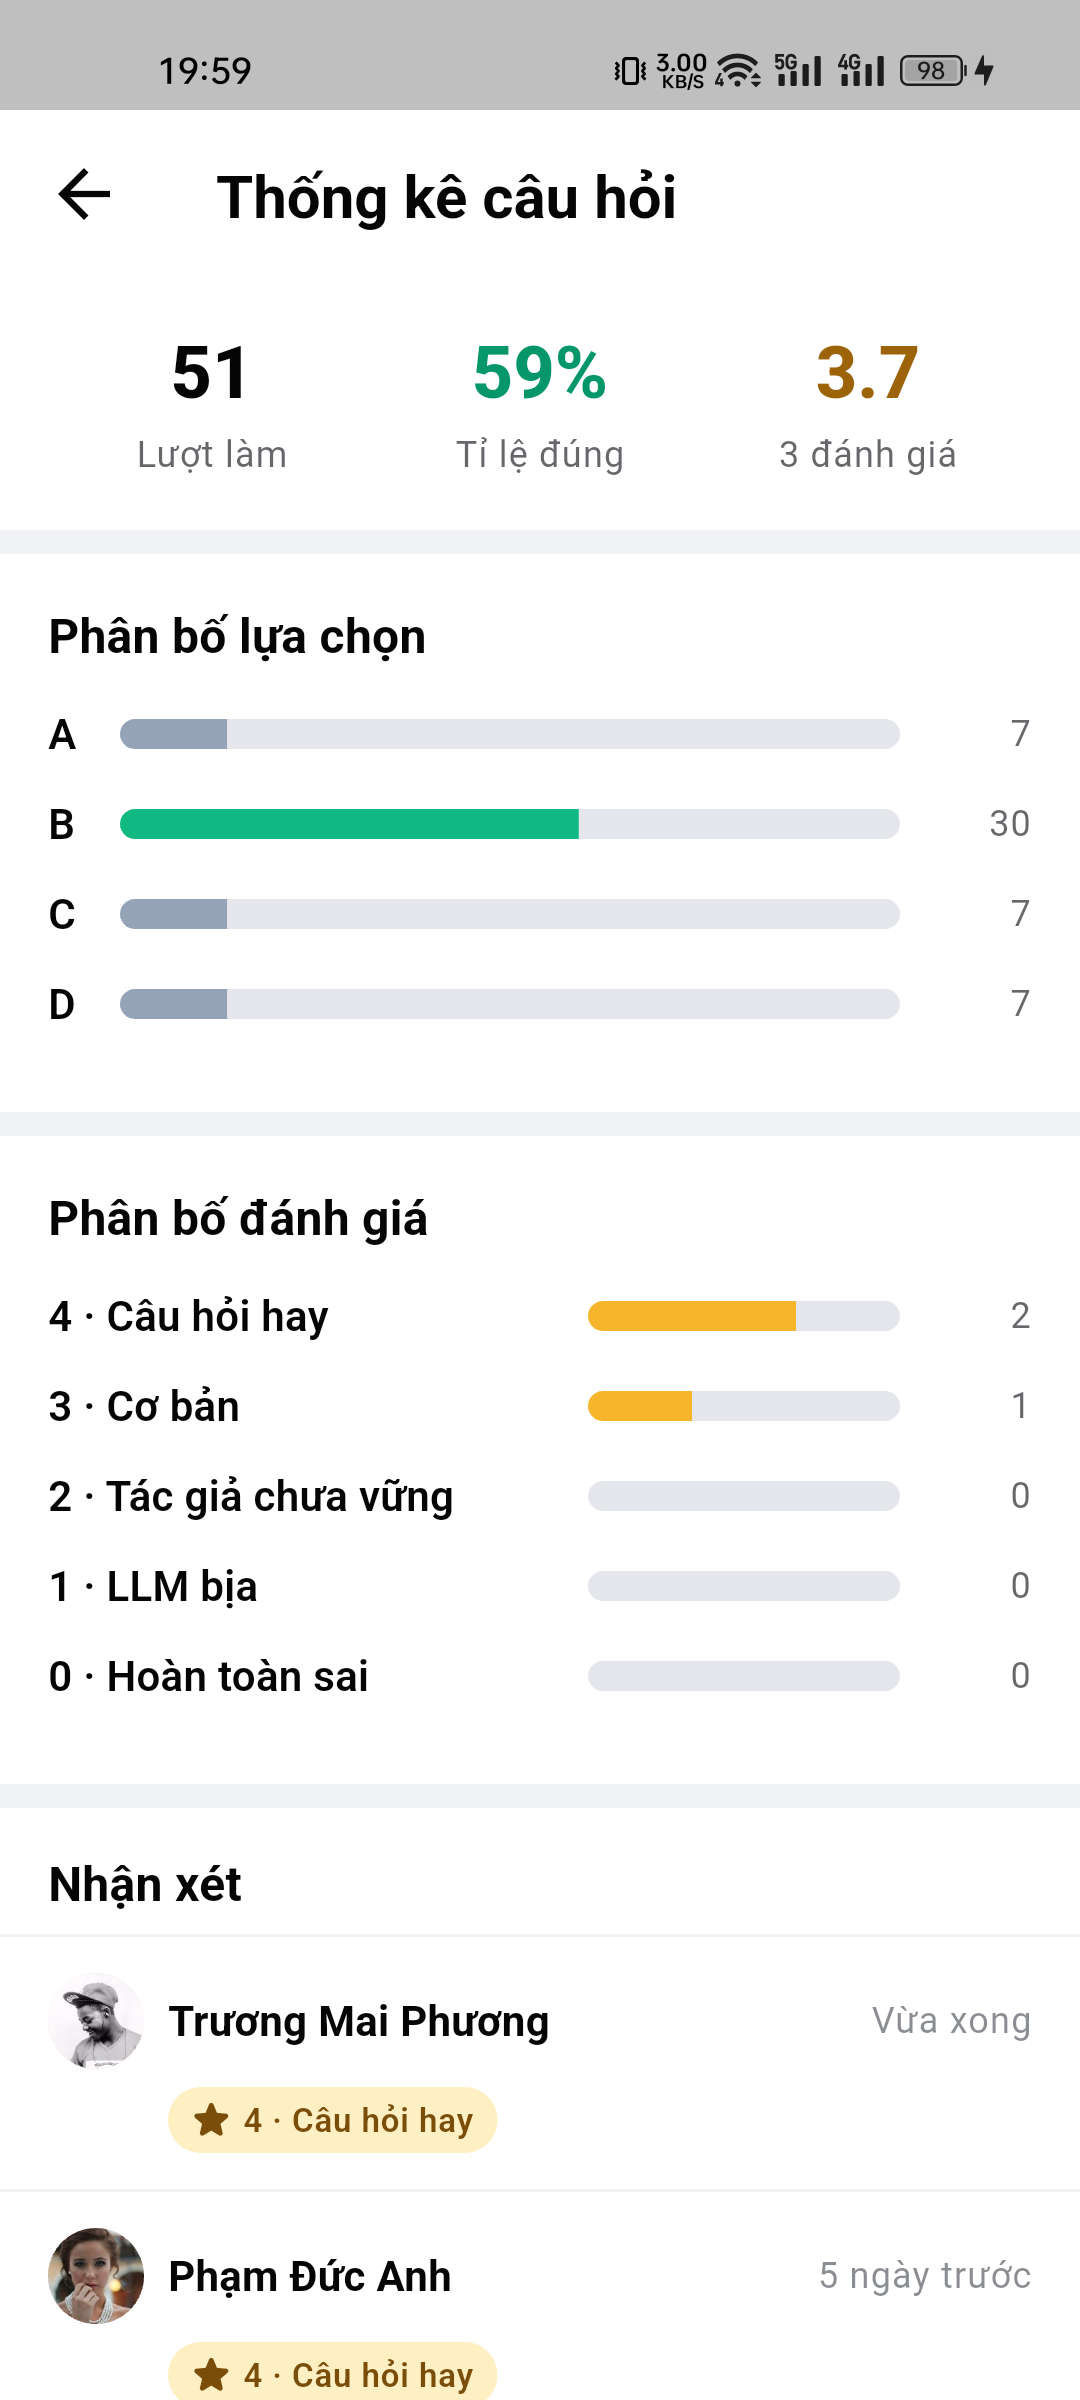 19:59
3.00 KB/S 4 5G 4G 98
Thống kê câu hỏi
51 59% 3.7
Lượt làm Tỉ lệ đúng 3 đánh giá
Phân bố lựa chọn
A 7
B 30
C 7
D 7
Phân bố đánh giá
4 · Câu hỏi hay 2
3 · Cơ bản 1
2 · Tác giả chưa vững 0
1 · LLM bịa 0
0 · Hoàn toàn sai 0
Nhận xét
Trương Mai Phương Vừa xong
4 · Câu hỏi hay
Phạm Đức Anh 5 ngày trước
4 · Câu hỏi hay